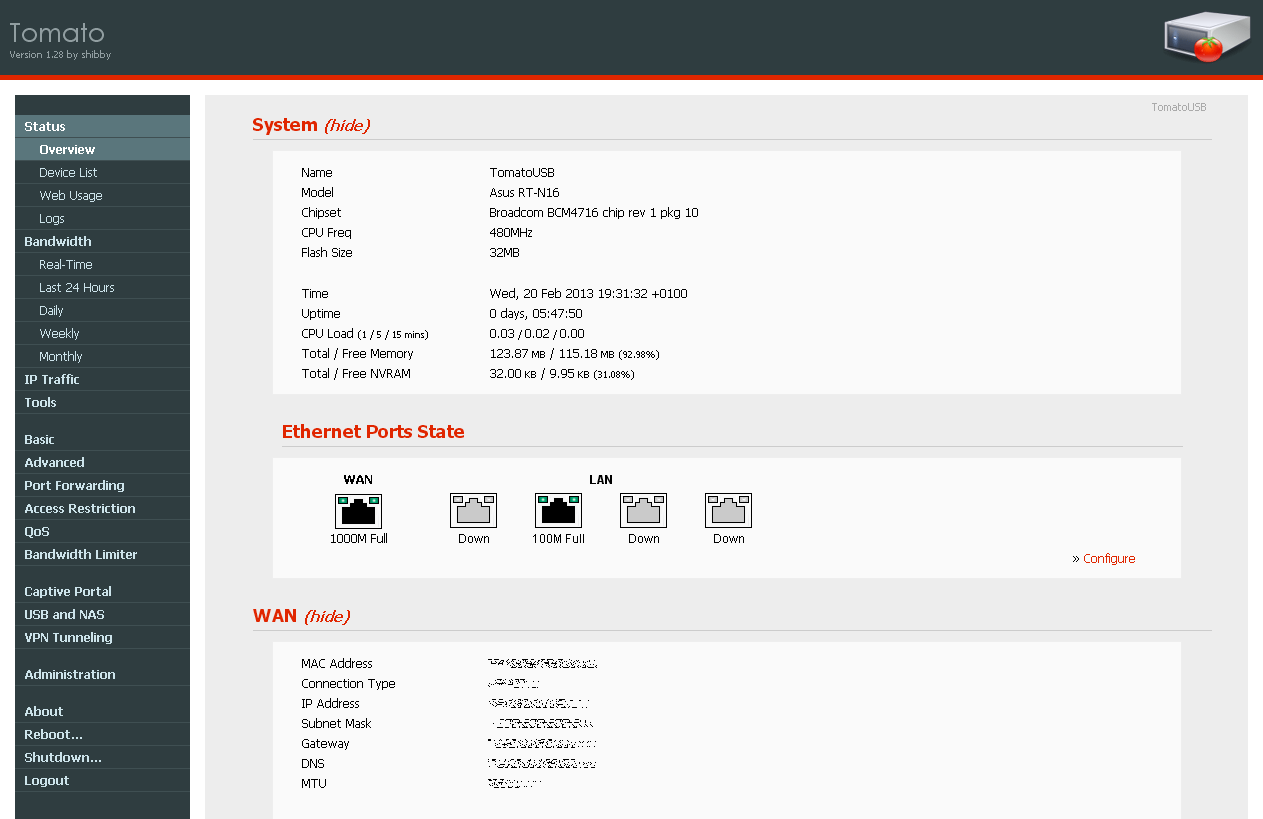 Tomato
Version 1.28 by shibby
Status
Overview
Device List
Web Usage
Logs
Bandwidth
Real-Time
Last 24 Hours
Daily
Weekly
Monthly
IP Traffic
Tools
Basic
Advanced
Port Forwarding
Access Restriction
QoS
Bandwidth Limiter
Captive Portal
USB and NAS
VPN Tunneling
Administration
About
Reboot...
Shutdown...
Logout
TomatoUSB
System (hide)
Name TomatoUSB
Model Asus RT-N16
Chipset Broadcom BCM4716 chip rev 1 pkg 10
CPU Freq 480MHz
Flash Size 32MB
Time Wed, 20 Feb 2013 19:31:32 +0100
Uptime 0 days, 05:47:50
CPU Load (1 / 5 / 15 mins) 0.03 / 0.02 / 0.00
Total / Free Memory 123.87 MB / 115.18 MB (92.98%)
Total / Free NVRAM 32.00 KB / 9.95 KB (31.08%)
Ethernet Ports State
WAN LAN
1000M Full Down 100M Full Down Down
» Configure
WAN (hide)
MAC Address
Connection Type
IP Address
Subnet Mask
Gateway
DNS
MTU